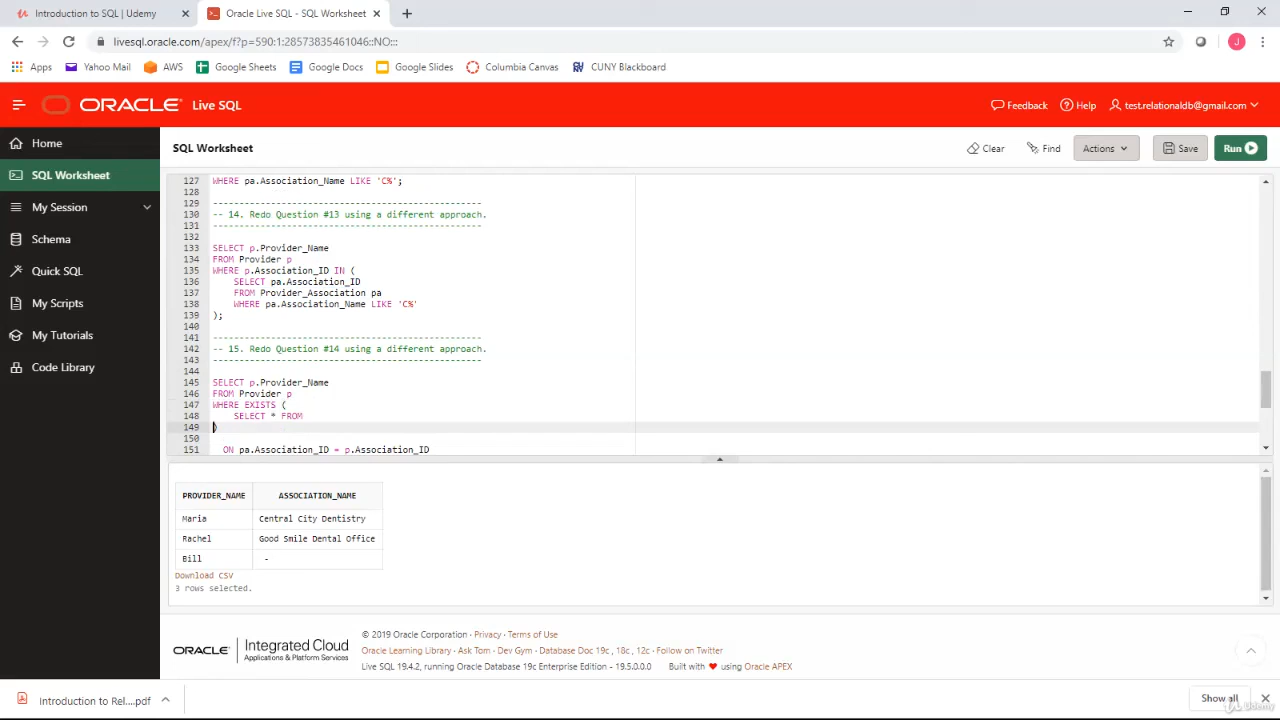 Introduction to SQL | Udemy
Oracle Live SQL - SQL Worksheet
livesql.oracle.com/apex/f?p=590:1:28573835461046::NO:::
J
Apps
Yahoo Mail
AWS
Google Sheets
Google Docs
Google Slides
Columbia Canvas
CUNY Blackboard
ORACLE Live SQL
Feedback
Help
test.relationaldb@gmail.com
Home
SQL Worksheet
My Session
Schema
Quick SQL
My Scripts
My Tutorials
Code Library
SQL Worksheet
Clear
Find
Actions
Save
Run
127 WHERE pa.Association_Name LIKE 'C%';
128
129 --------------------------------------------------
130 -- 14. Redo Question #13 using a different approach.
131 --------------------------------------------------
132
133 SELECT p.Provider_Name
134 FROM Provider p
135 WHERE p.Association_ID IN (
136 SELECT pa.Association_ID
137 FROM Provider_Association pa
138 WHERE pa.Association_Name LIKE 'C%'
139 );
140
141 --------------------------------------------------
142 -- 15. Redo Question #14 using a different approach.
143 --------------------------------------------------
144
145 SELECT p.Provider_Name
146 FROM Provider p
147 WHERE EXISTS (
148 SELECT * FROM
149 )
150
151 ON pa.Association_ID = p.Association_ID
PROVIDER_NAME ASSOCIATION_NAME
Maria Central City Dentistry
Rachel Good Smile Dental Office
Bill -
Download CSV
3 rows selected.
ORACLE
Integrated Cloud
Applications & Platform Services
© 2019 Oracle Corporation · Privacy · Terms of Use
Oracle Learning Library · Ask Tom · Dev Gym · Database Doc 19c , 18c , 12c · Follow on Twitter
Live SQL 19.4.2, running Oracle Database 19c Enterprise Edition - 19.5.0.0.0 Built with ❤ using Oracle APEX
Introduction to Rel....pdf
Show all
Udemy